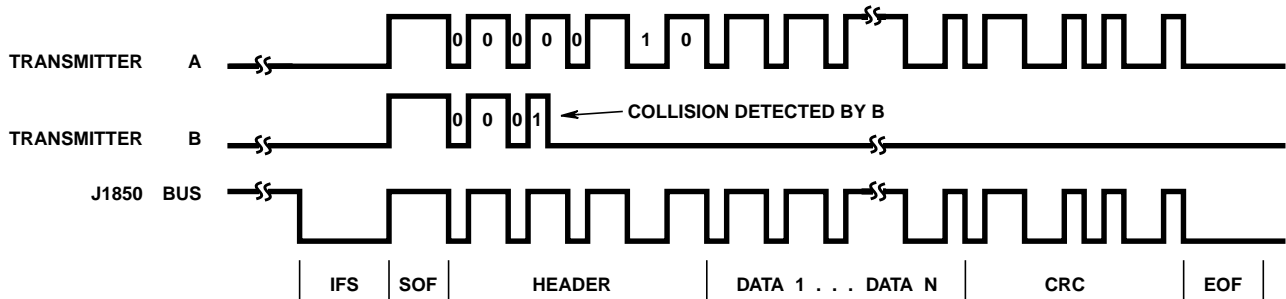 0 0 0 0 0 1 0
TRANSMITTER A
0 0 0 1
COLLISION DETECTED BY B
TRANSMITTER B
J1850 BUS
IFS SOF HEADER DATA 1 . . . DATA N CRC EOF